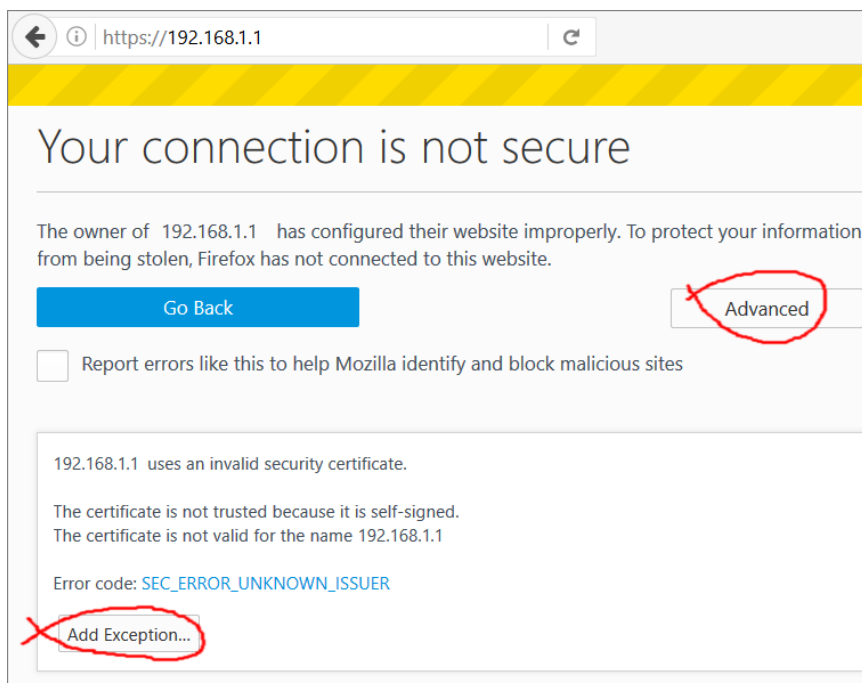 https://192.168.1.1
Your connection is not secure
The owner of 192.168.1.1 has configured their website improperly. To protect your information
from being stolen, Firefox has not connected to this website.
Go Back
Advanced
Report errors like this to help Mozilla identify and block malicious sites
192.168.1.1 uses an invalid security certificate.
The certificate is not trusted because it is self-signed.
The certificate is not valid for the name 192.168.1.1
Error code: SEC_ERROR_UNKNOWN_ISSUER
Add Exception...